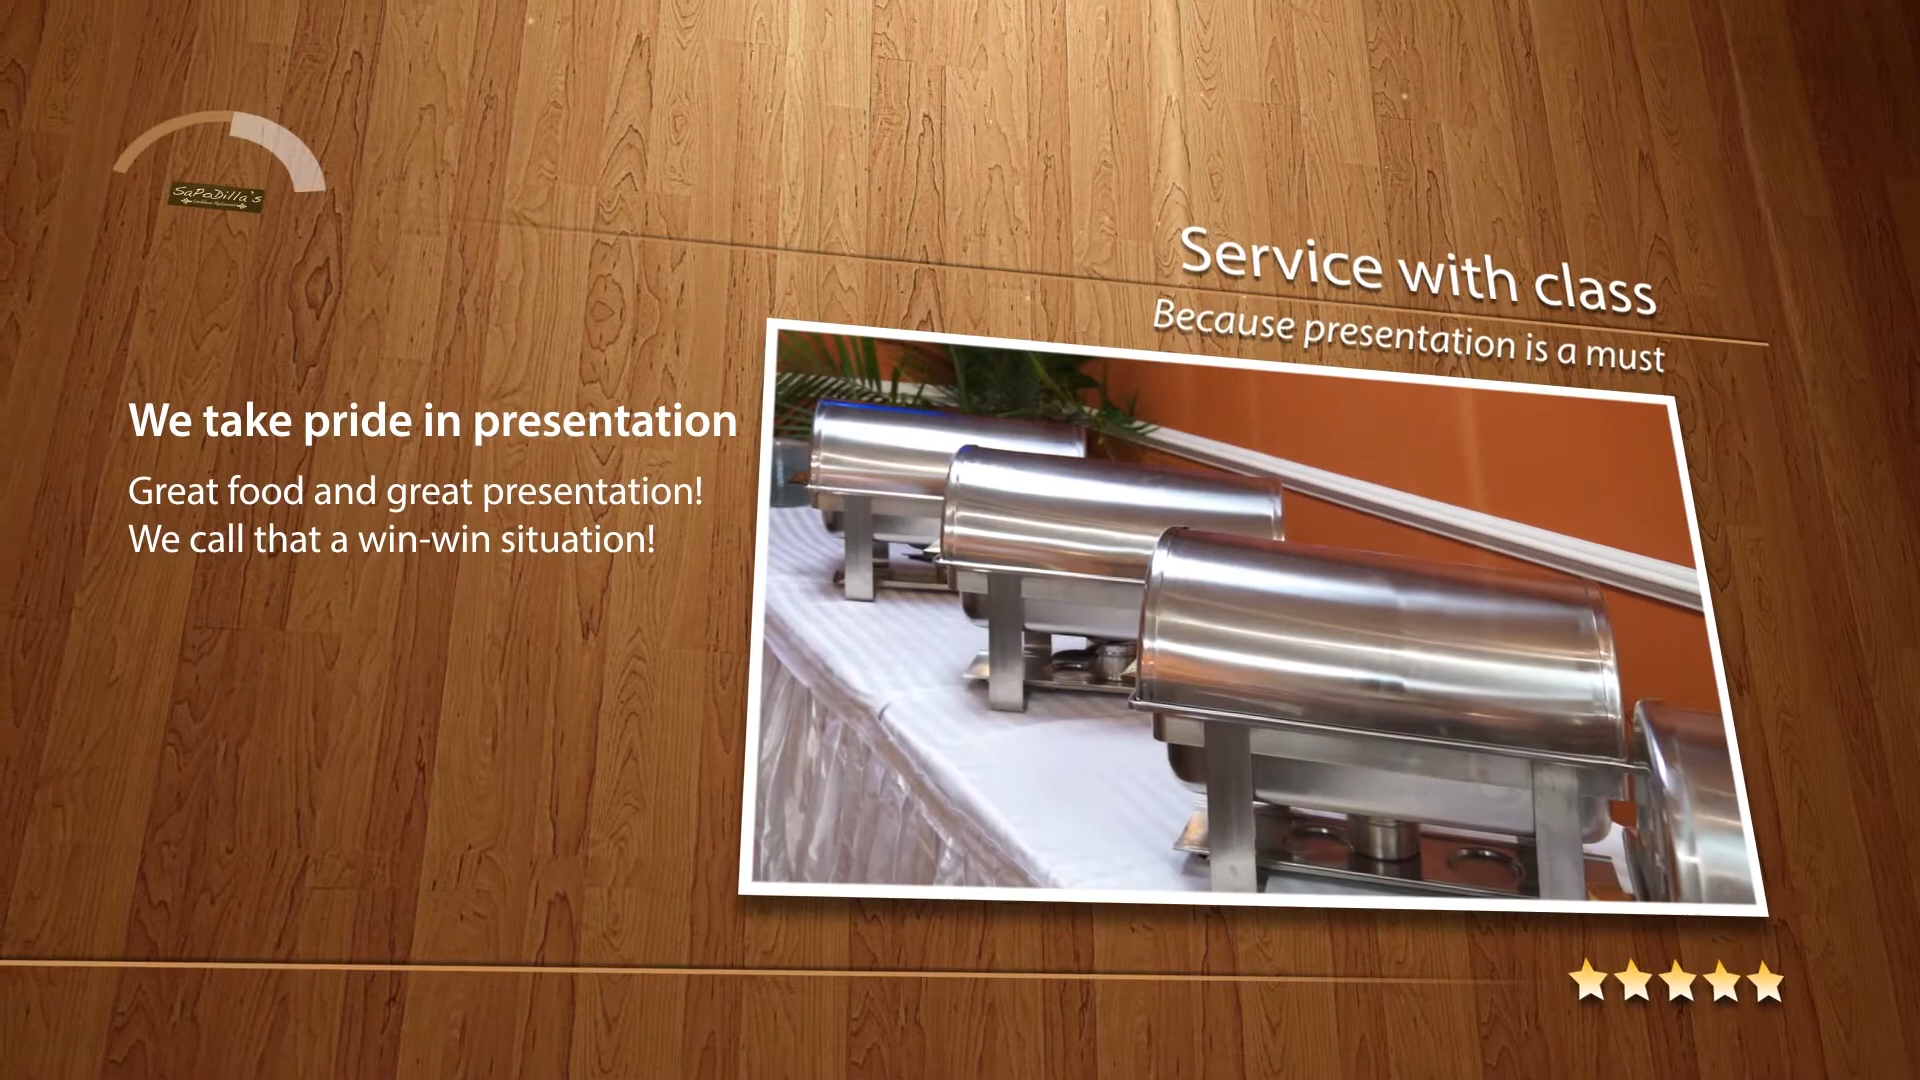 SaPoDilla's
Service with class
Because presentation is a must
We take pride in presentation
Great food and great presentation!
We call that a win-win situation!